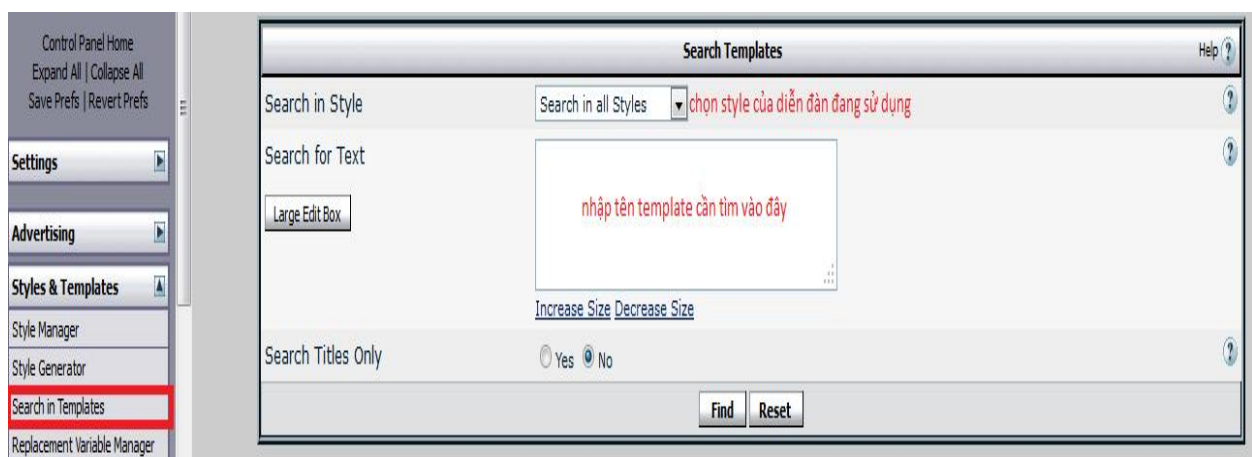 Control Panel Home
Expand All | Collapse All
Save Prefs | Revert Prefs
Settings
Advertising
Styles & Templates
Style Manager
Style Generator
Search in Templates
Replacement Variable Manager
Search Templates
Help ?
Search in Style
Search in all Styles
chọn style của diễn đàn đang sử dụng
?
Search for Text
?
Large Edit Box
nhập tên template cần tìm vào đây
Increase Size Decrease Size
Search Titles Only
Yes No
?
Find Reset